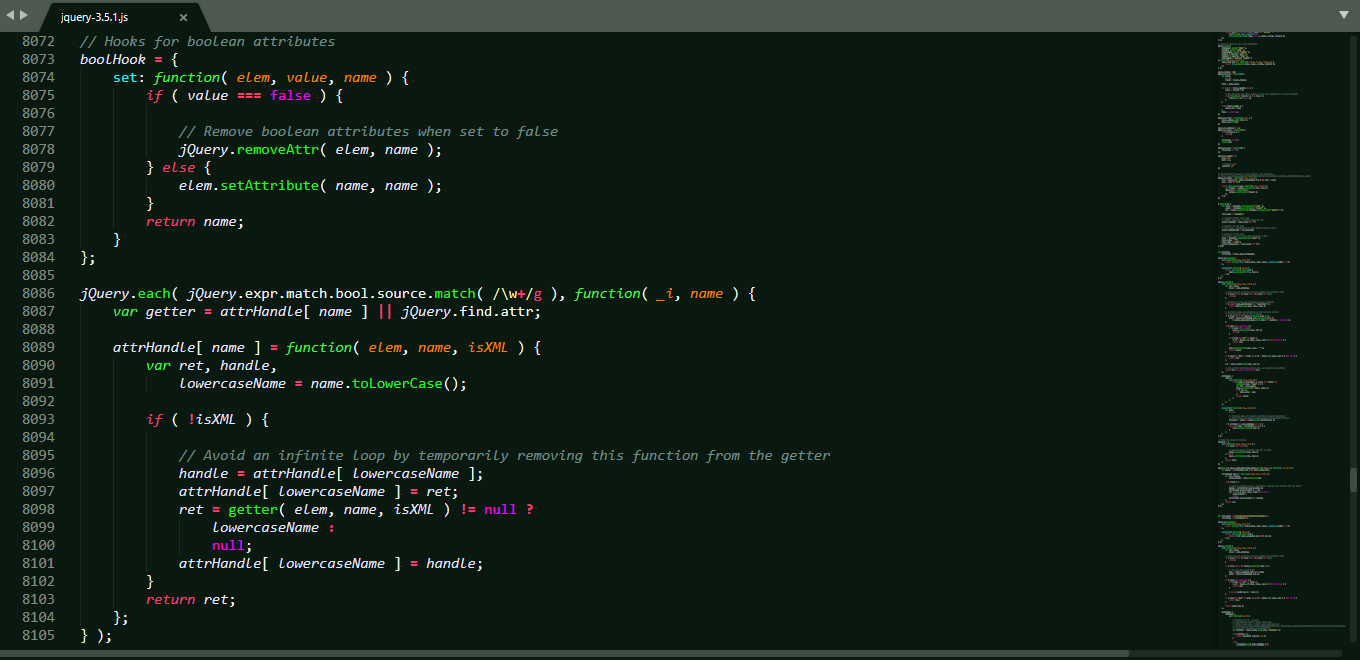 jquery-3.5.1.js ×
8072 // Hooks for boolean attributes
8073 boolHook = {
8074     set: function( elem, value, name ) {
8075         if ( value === false ) {
8076
8077             // Remove boolean attributes when set to false
8078             jQuery.removeAttr( elem, name );
8079         } else {
8080             elem.setAttribute( name, name );
8081         }
8082         return name;
8083     }
8084 };
8085
8086 jQuery.each( jQuery.expr.match.bool.source.match( /\w+/g ), function( _i, name ) {
8087     var getter = attrHandle[ name ] || jQuery.find.attr;
8088
8089     attrHandle[ name ] = function( elem, name, isXML ) {
8090         var ret, handle,
8091             lowercaseName = name.toLowerCase();
8092
8093         if ( !isXML ) {
8094
8095             // Avoid an infinite loop by temporarily removing this function from the getter
8096             handle = attrHandle[ lowercaseName ];
8097             attrHandle[ lowercaseName ] = ret;
8098             ret = getter( elem, name, isXML ) != null ?
8099                 lowercaseName :
8100                 null;
8101             attrHandle[ lowercaseName ] = handle;
8102         }
8103         return ret;
8104     };
8105 } );